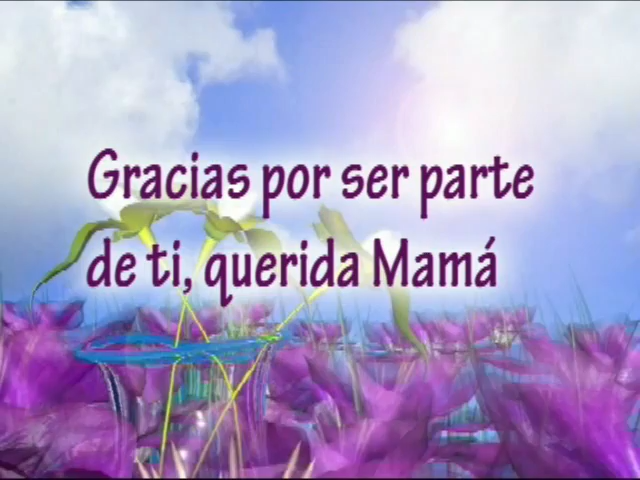 Gracias por ser parte
de ti, querida Mamá